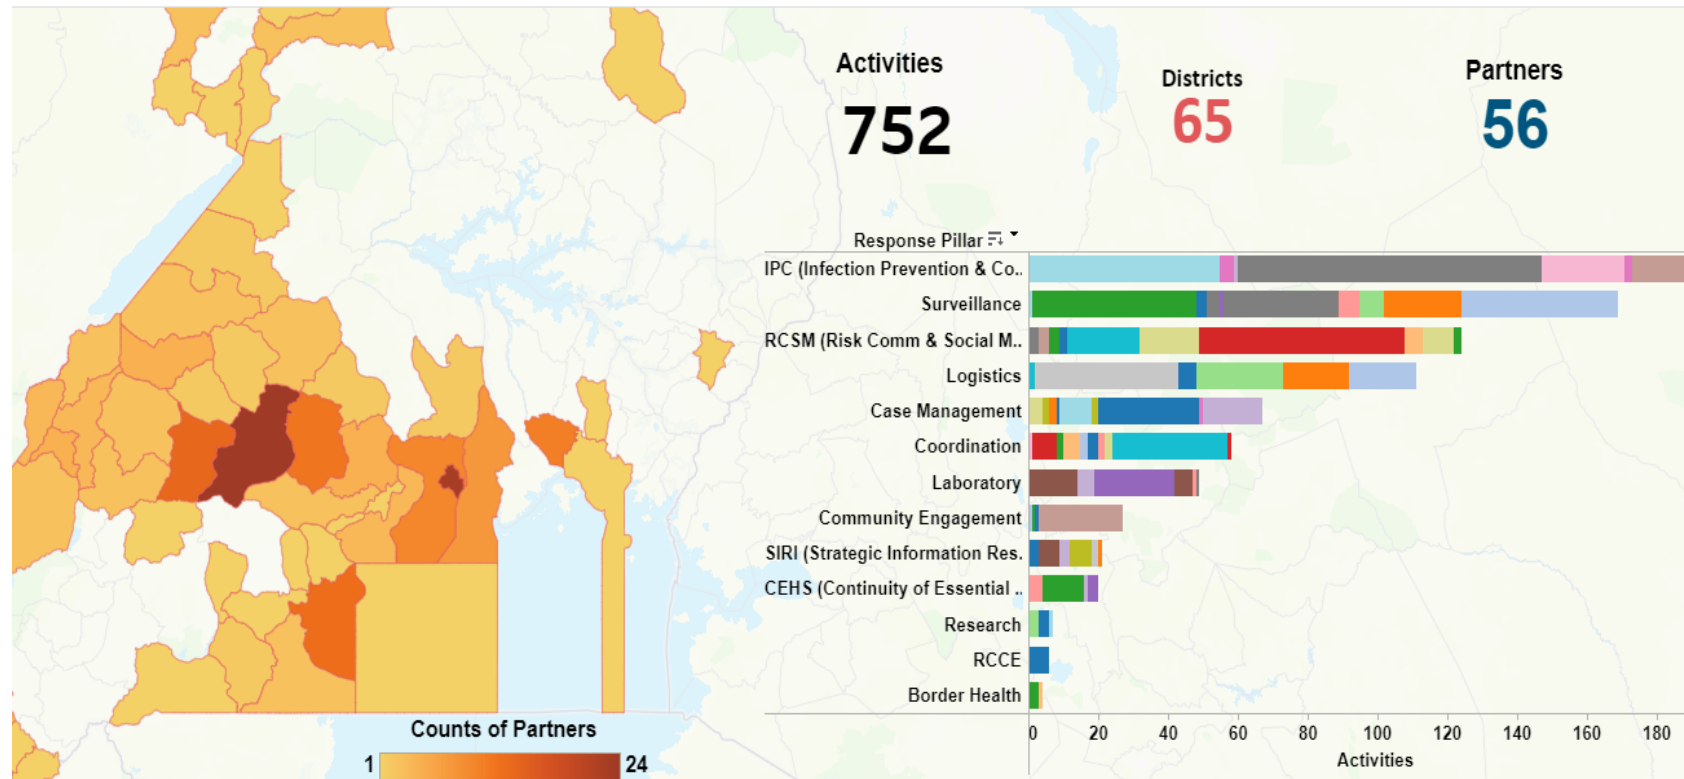 Activities
752
Districts
65
Partners
56
Response Pillar
IPC (Infection Prevention & Co..
Surveillance
RCSM (Risk Comm & Social M..
Logistics
Case Management
Coordination
Laboratory
Community Engagement
SIRI (Strategic Information Res.
CEHS (Continuity of Essential ..
Research
RCCE
Border Health
0 20 40 60 80 100 120 140 160 180
Activities
Counts of Partners
1 24